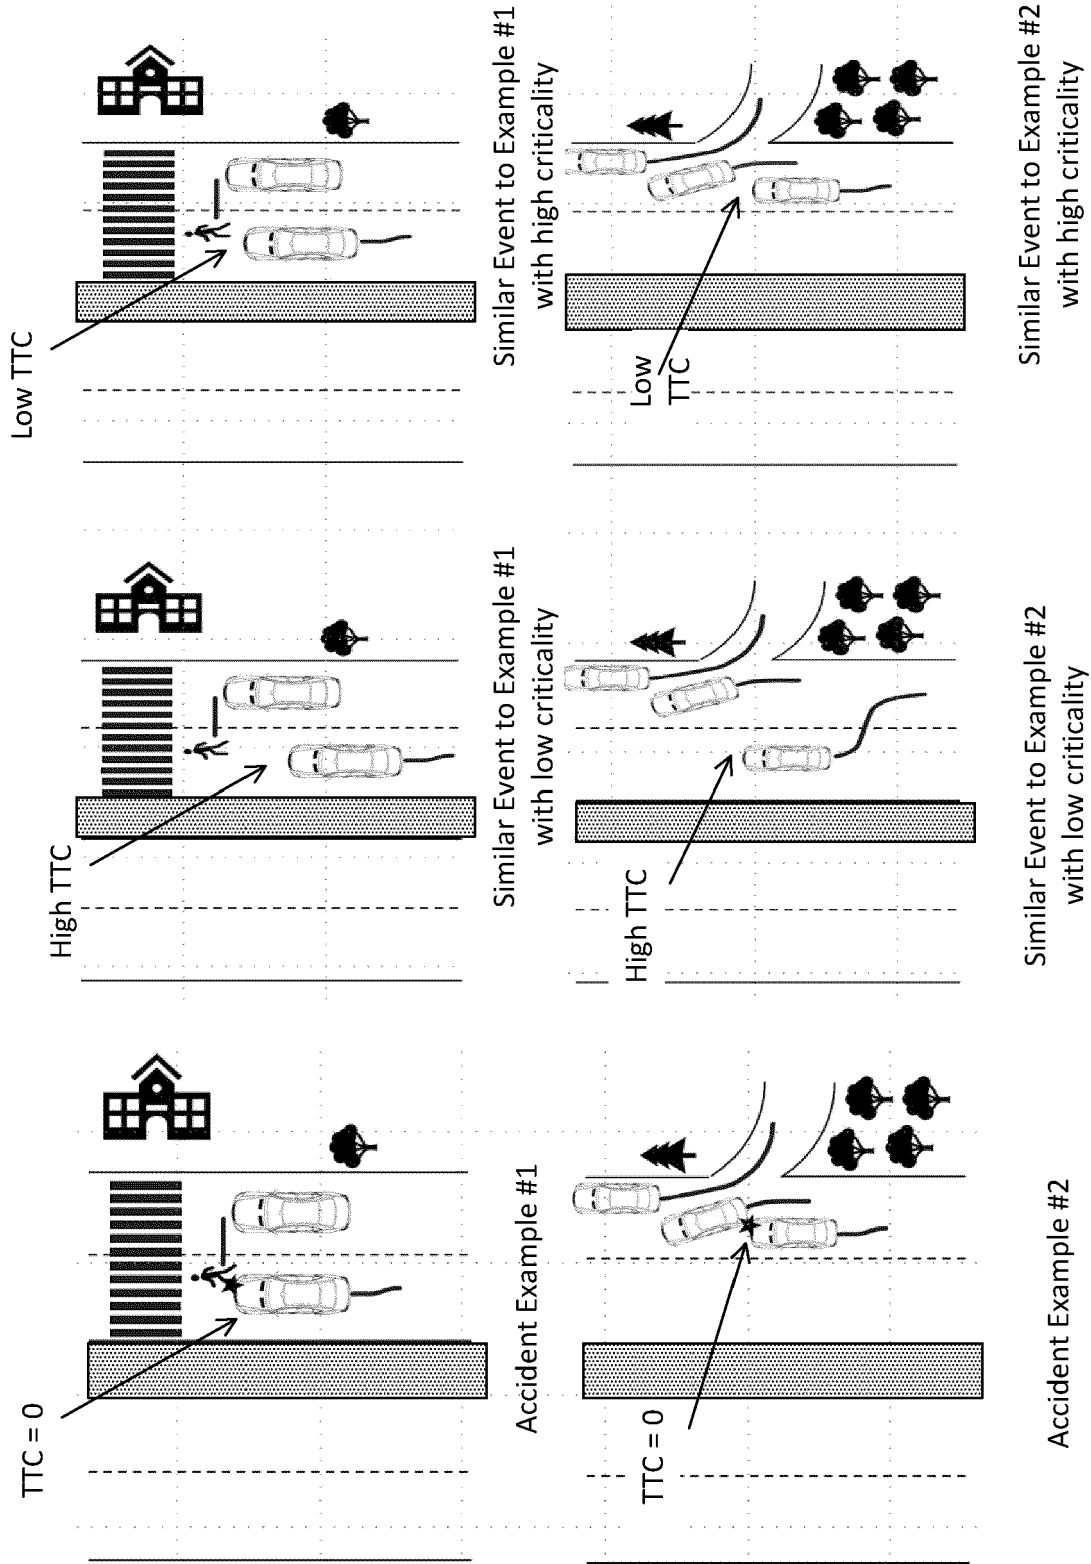 TTC = 0
High TTC
Low TTC
Accident Example #1
Similar Event to Example #1
with low criticality
Similar Event to Example #1
with high criticality
TTC = 0
High TTC
Low
TTC
Accident Example #2
Similar Event to Example #2
with low criticality
Similar Event to Example #2
with high criticality